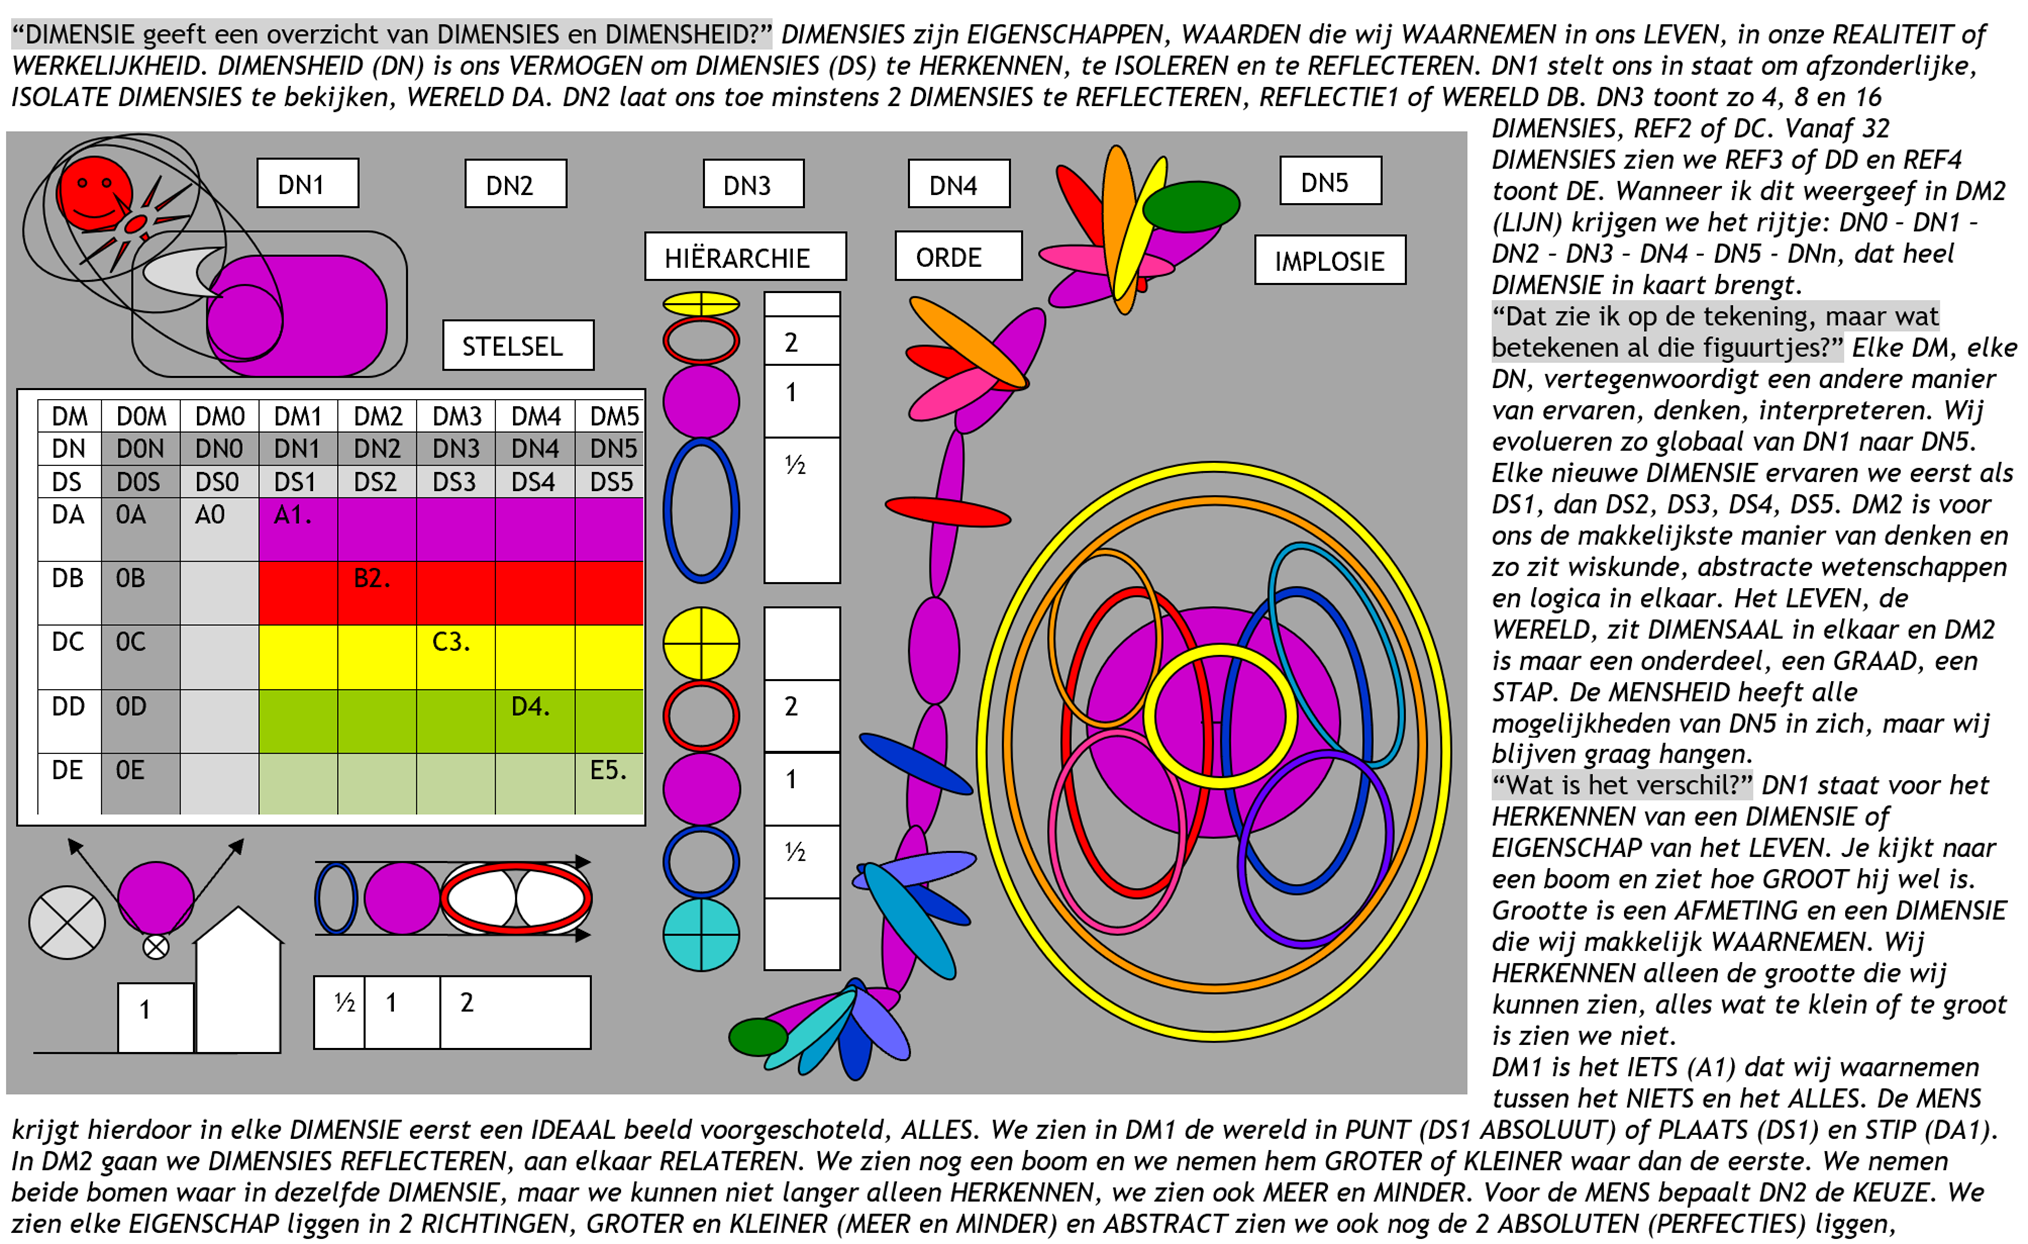 “DIMENSIE geeft een overzicht van DIMENSIES en DIMENSHEID?” DIMENSIES zijn EIGENSCHAPPEN, WAARDEN die wij WAARNEMEN in ons LEVEN, in onze REALITEIT of
WERKELIJKHEID. DIMENSHEID (DN) is ons VERMOGEN om DIMENSIES (DS) te HERKENNEN, te ISOLEREN en te REFLECTEREN. DN1 stelt ons in staat om afzonderlijke,
ISOLATE DIMENSIES te bekijken, WERELD DA. DN2 laat ons toe minstens 2 DIMENSIES te REFLECTEREN, REFLECTIE1 of WERELD DB. DN3 toont zo 4, 8 en 16
DIMENSIES, REF2 of DC. Vanaf 32
DIMENSIES zien we REF3 of DD en REF4
toont DE. Wanneer ik dit weergeef in DM2
(LIJN) krijgen we het rijtje: DN0 - DN1 -
DN2 - DN3 - DN4 - DN5 - DNn, dat heel
DIMENSIE in kaart brengt.
“Dat zie ik op de tekening, maar wat
betekenen al die figuurtjes?” Elke DM, elke
DN, vertegenwoordigt een andere manier
van ervaren, denken, interpreteren. Wij
evolueren zo globaal van DN1 naar DN5.
Elke nieuwe DIMENSIE ervaren we eerst als
DS1, dan DS2, DS3, DS4, DS5. DM2 is voor
ons de makkelijkste manier van denken en
zo zit wiskunde, abstracte wetenschappen
en logica in elkaar. Het LEVEN, de
WERELD, zit DIMENSAAL in elkaar en DM2
is maar een onderdeel, een GRAAD, een
STAP. De MENSHEID heeft alle
mogelijkheden van DN5 in zich, maar wij
blijven graag hangen.
“Wat is het verschil?” DN1 staat voor het
HERKENNEN van een DIMENSIE of
EIGENSCHAP van het LEVEN. Je kijkt naar
een boom en ziet hoe GROOT hij wel is.
Grootte is een AFMETING en een DIMENSIE
die wij makkelijk WAARNEMEN. Wij
HERKENNEN alleen de grootte die wij
kunnen zien, alles wat te klein of te groot
is zien we niet.
DM1 is het IETS (A1) dat wij waarnemen
tussen het NIETS en het ALLES. De MENS
krijgt hierdoor in elke DIMENSIE eerst een IDEAAL beeld voorgeschoteld, ALLES. We zien in DM1 de wereld in PUNT (DS1 ABSOLUUT) of PLAATS (DS1) en STIP (DA1).
In DM2 gaan we DIMENSIES REFLECTEREN, aan elkaar RELATEREN. We zien nog een boom en we nemen hem GROTER of KLEINER waar dan de eerste. We nemen
beide bomen waar in dezelfde DIMENSIE, maar we kunnen niet langer alleen HERKENNEN, we zien ook MEER en MINDER. Voor de MENS bepaalt DN2 de KEUZE. We
zien elke EIGENSCHAP liggen in 2 RICHTINGEN, GROTER en KLEINER (MEER en MINDER) en ABSTRACT zien we ook nog de 2 ABSOLUTEN (PERFECTIES) liggen,
DN1 DN2 DN3 DN4 DN5
HIËRARCHIE ORDE IMPLOSIE
STELSEL
DM D0M DM0 DM1 DM2 DM3 DM4 DM5
DN D0N DN0 DN1 DN2 DN3 DN4 DN5
DS D0S DS0 DS1 DS2 DS3 DS4 DS5
DA 0A A0 A1.
DB 0B B2.
DC 0C C3.
DD 0D D4.
DE 0E E5.
2
1
½
2
1
½
1
½ 1 2